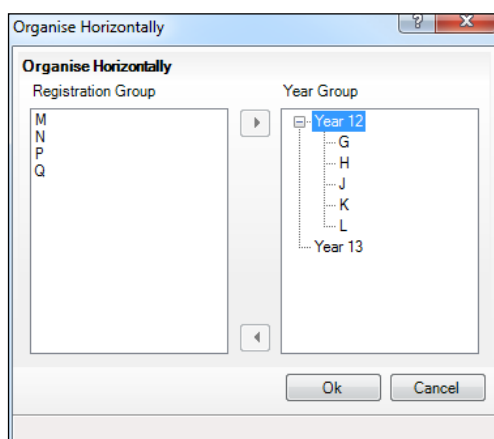 Organise Horizontally
Organise Horizontally
Registration Group
M
N
P
Q
Year Group
Year 12
G
H
J
K
L
Year 13
Ok
Cancel